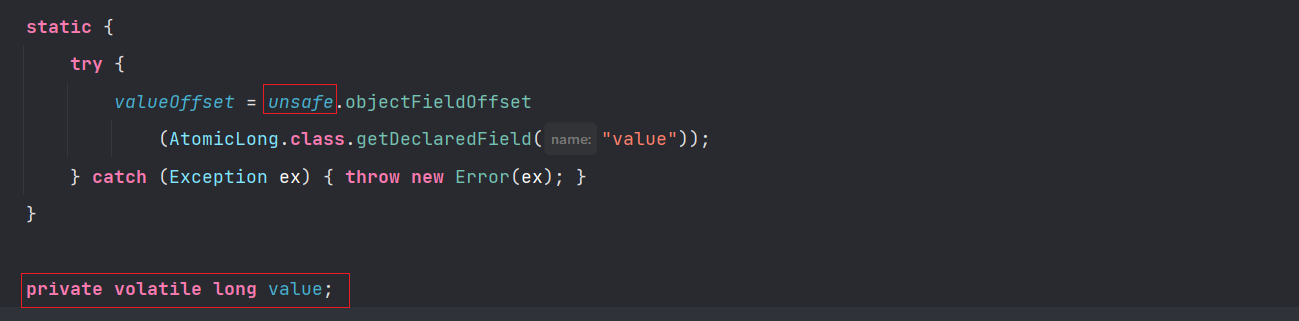 static {
try {
valueOffset = unsafe.objectFieldOffset
(AtomicLong.class.getDeclaredField( name: "value"));
} catch (Exception ex) { throw new Error(ex); }
}
private volatile long value;